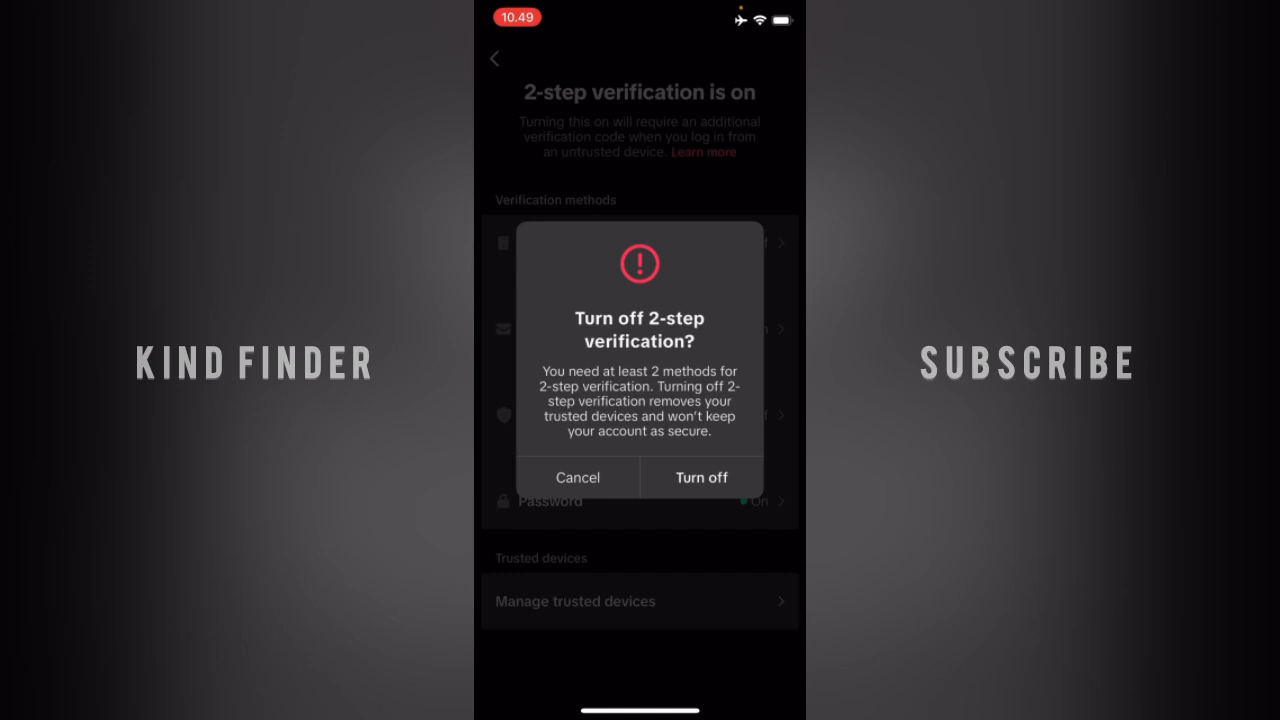 10.49
2-step verification is on
Turning this on will require an additional
verification code when you log in from
an untrusted device. Learn more
Verification methods
Turn off 2-step
verification?
You need at least 2 methods for
2-step verification. Turning off 2-
step verification removes your
trusted devices and won't keep
your account as secure.
Cancel Turn off
Password On
Trusted devices
Manage trusted devices
KIND FINDER
SUBSCRIBE